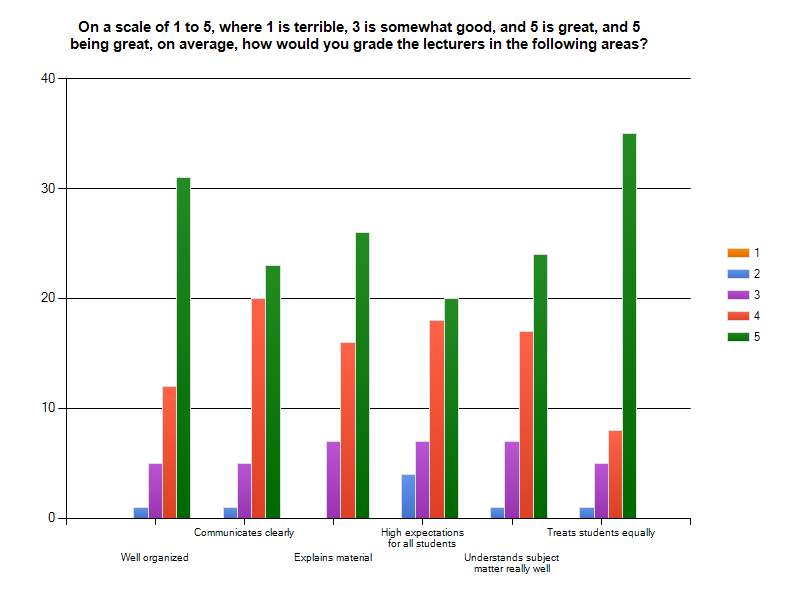 On a scale of 1 to 5, where 1 is terrible, 3 is somewhat good, and 5 is great, and 5
being great, on average, how would you grade the lecturers in the following areas?
40
30
20
10
0
Communicates clearly
High expectations
for all students
Treats students equally
Well organized
Explains material
Understands subject
matter really well
1
2
3
4
5